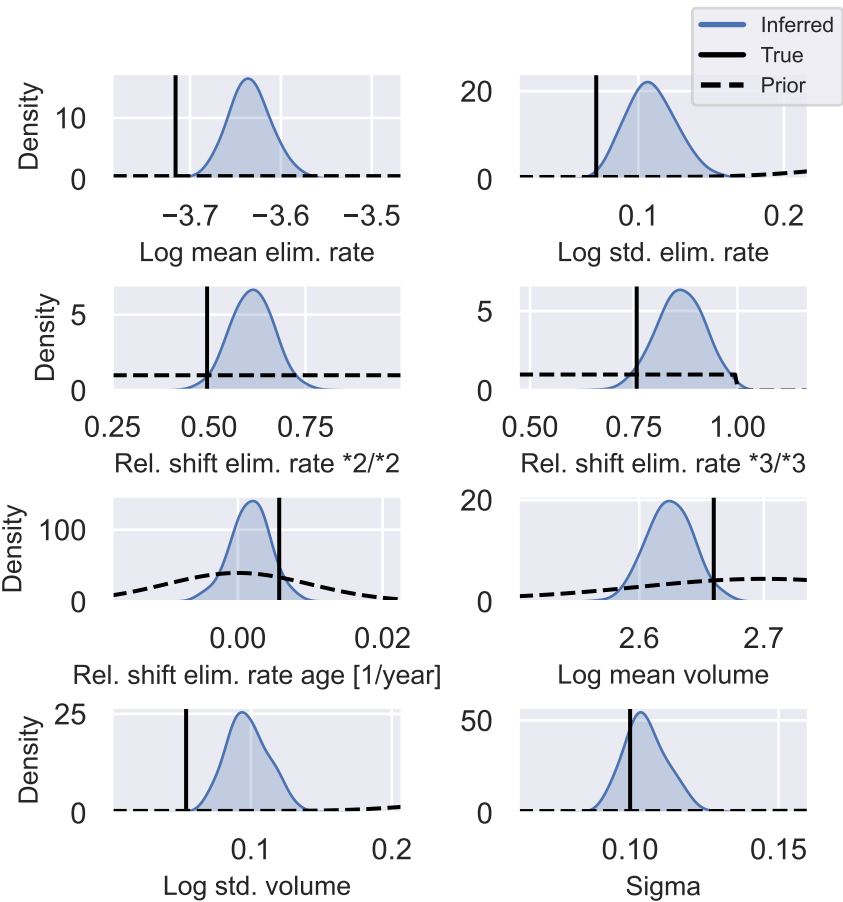 Inferred
True
Prior
Density
10
0
−3.7 −3.6 −3.5
Log mean elim. rate
20
0
0.1 0.2
Log std. elim. rate
Density
5
0
0.25 0.50 0.75
Rel. shift elim. rate *2/*2
5
0
0.50 0.75 1.00
Rel. shift elim. rate *3/*3
Density
100
0
0.00 0.02
Rel. shift elim. rate age [1/year]
20
0
2.6 2.7
Log mean volume
Density
25
0
0.1 0.2
Log std. volume
50
0
0.10 0.15
Sigma